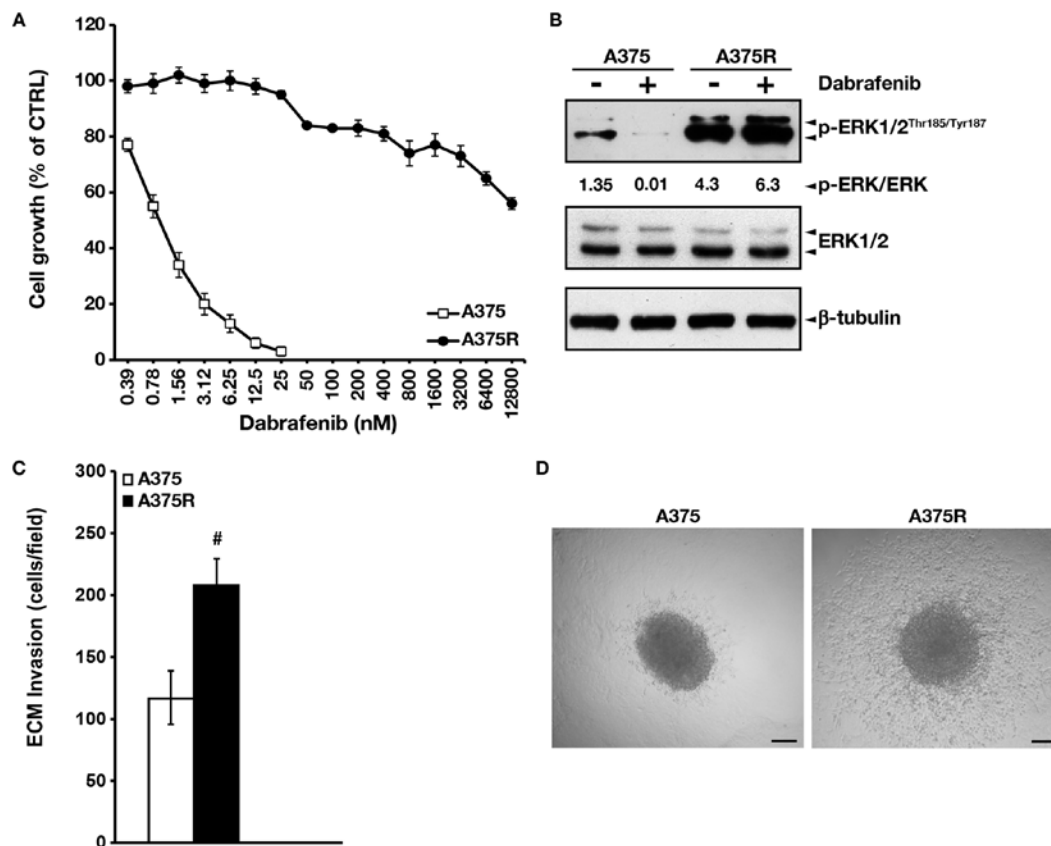 A
120
100
80
60
40
20
0
Cell growth (% of CTRL)
A375
A375R
0.39
0.78
1.56
3.12
6.25
12.5
25
50
100
200
400
800
1600
3200
6400
12800
Dabrafenib (nM)
B
A375 A375R
- + - + Dabrafenib
p-ERK1/2Thr185/Tyr187
1.35 0.01 4.3 6.3 p-ERK/ERK
ERK1/2
β-tubulin
C
300
250
200
150
100
50
0
ECM Invasion (cells/field)
A375
A375R
#
D
A375 A375R